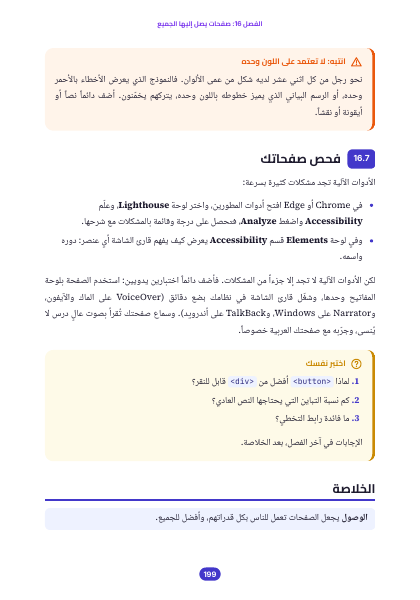 الفصل 16: صفحات يصل إليها الجميع
انتبه: لا تعتمد على اللون وحده
نحو رجل من كل اثني عشر لديه شكل من عمى الألوان. فالنموذج الذي يعرض الأخطاء بالأحمر
وحده، أو الرسم البياني الذي يميز خطوطه باللون وحده، يتركهم يخمّنون. أضف دائماً نصاً أو
أيقونة أو نقشاً.
16.7 فحص صفحاتك
الأدوات الآلية تجد مشكلات كثيرة بسرعة:
• في Chrome أو Edge افتح أدوات المطورين، واختر لوحة Lighthouse، وعلّم
Accessibility واضغط Analyze، فتحصل على درجة وقائمة بالمشكلات مع شرحها.
• وفي لوحة Elements قسم Accessibility يعرض كيف يفهم قارئ الشاشة أي عنصر: دوره
واسمه.
لكن الأدوات الآلية لا تجد إلا جزءاً من المشكلات. فأضف دائماً اختبارين يدويين: استخدم الصفحة بلوحة
المفاتيح وحدها، وشغّل قارئ الشاشة في نظامك بضع دقائق (VoiceOver على الماك والآيفون،
وNarrator على Windows، وTalkBack على أندرويد). وسماع صفحتك تُقرأ بصوت عالٍ درس لا
يُنسى، وجرّبه مع صفحتك العربية خصوصاً.
اختبر نفسك
1. لماذا <button> أفضل من <div> قابل للنقر؟
2. كم نسبة التباين التي يحتاجها النص العادي؟
3. ما فائدة رابط التخطي؟
الإجابات في آخر الفصل، بعد الخلاصة.
الخلاصة
الوصول يجعل الصفحات تعمل للناس بكل قدراتهم، وأفضل للجميع.
199